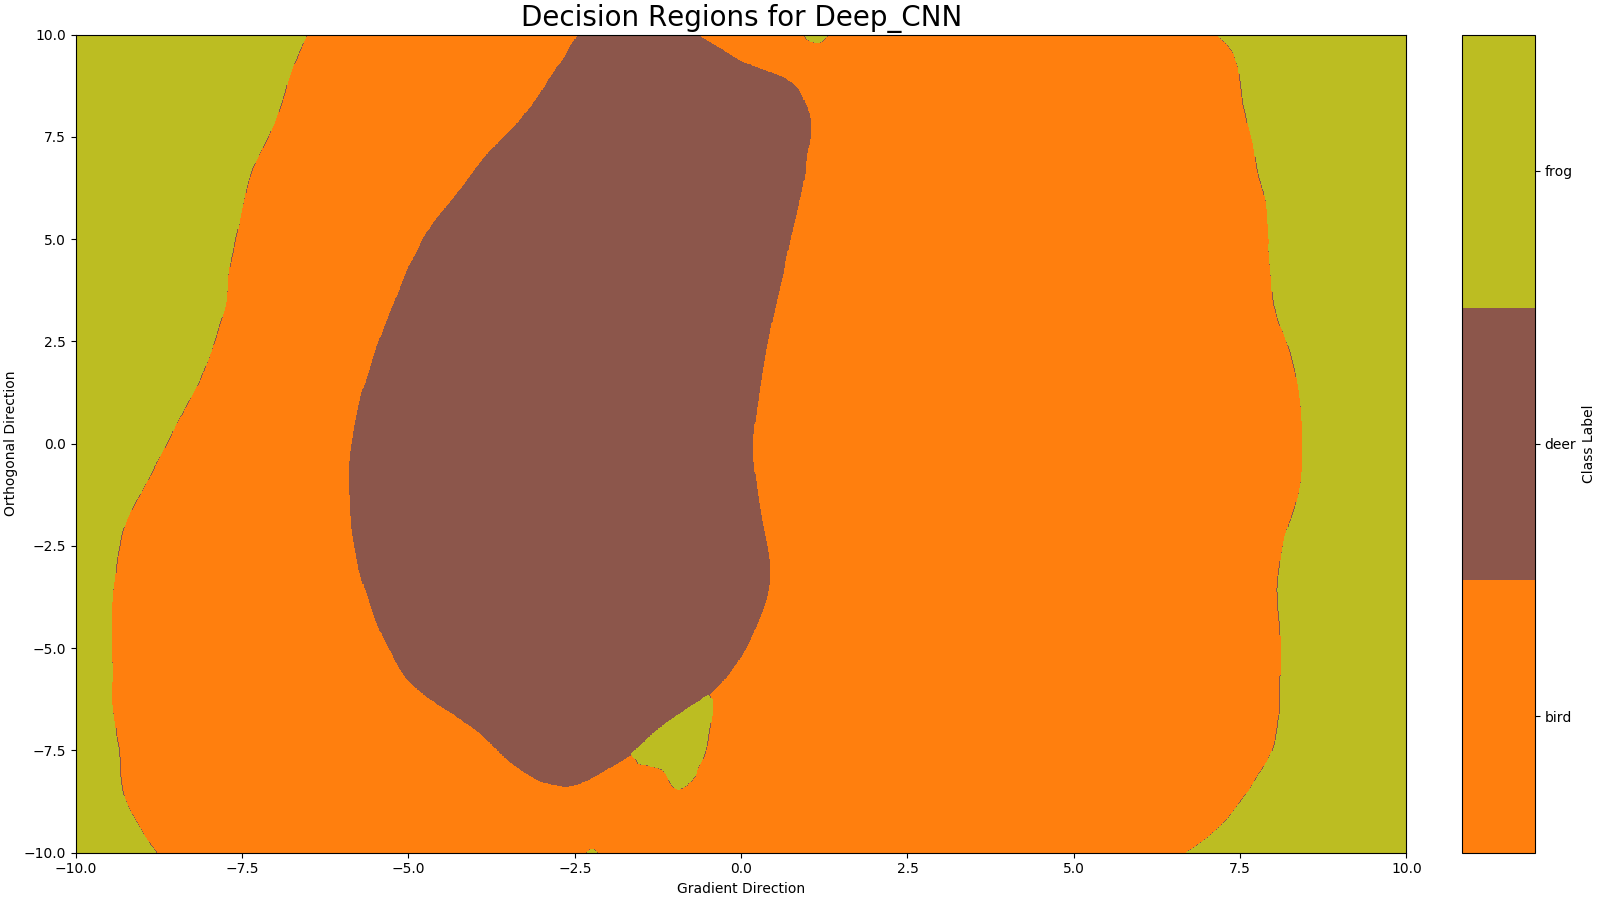 Decision Regions for Deep_CNN
10.0
7.5
5.0
2.5
0.0
−2.5
−5.0
−7.5
−10.0
Orthogonal Direction
−10.0 −7.5 −5.0 −2.5 0.0 2.5 5.0 7.5 10.0
Gradient Direction
frog
deer
bird
Class Label